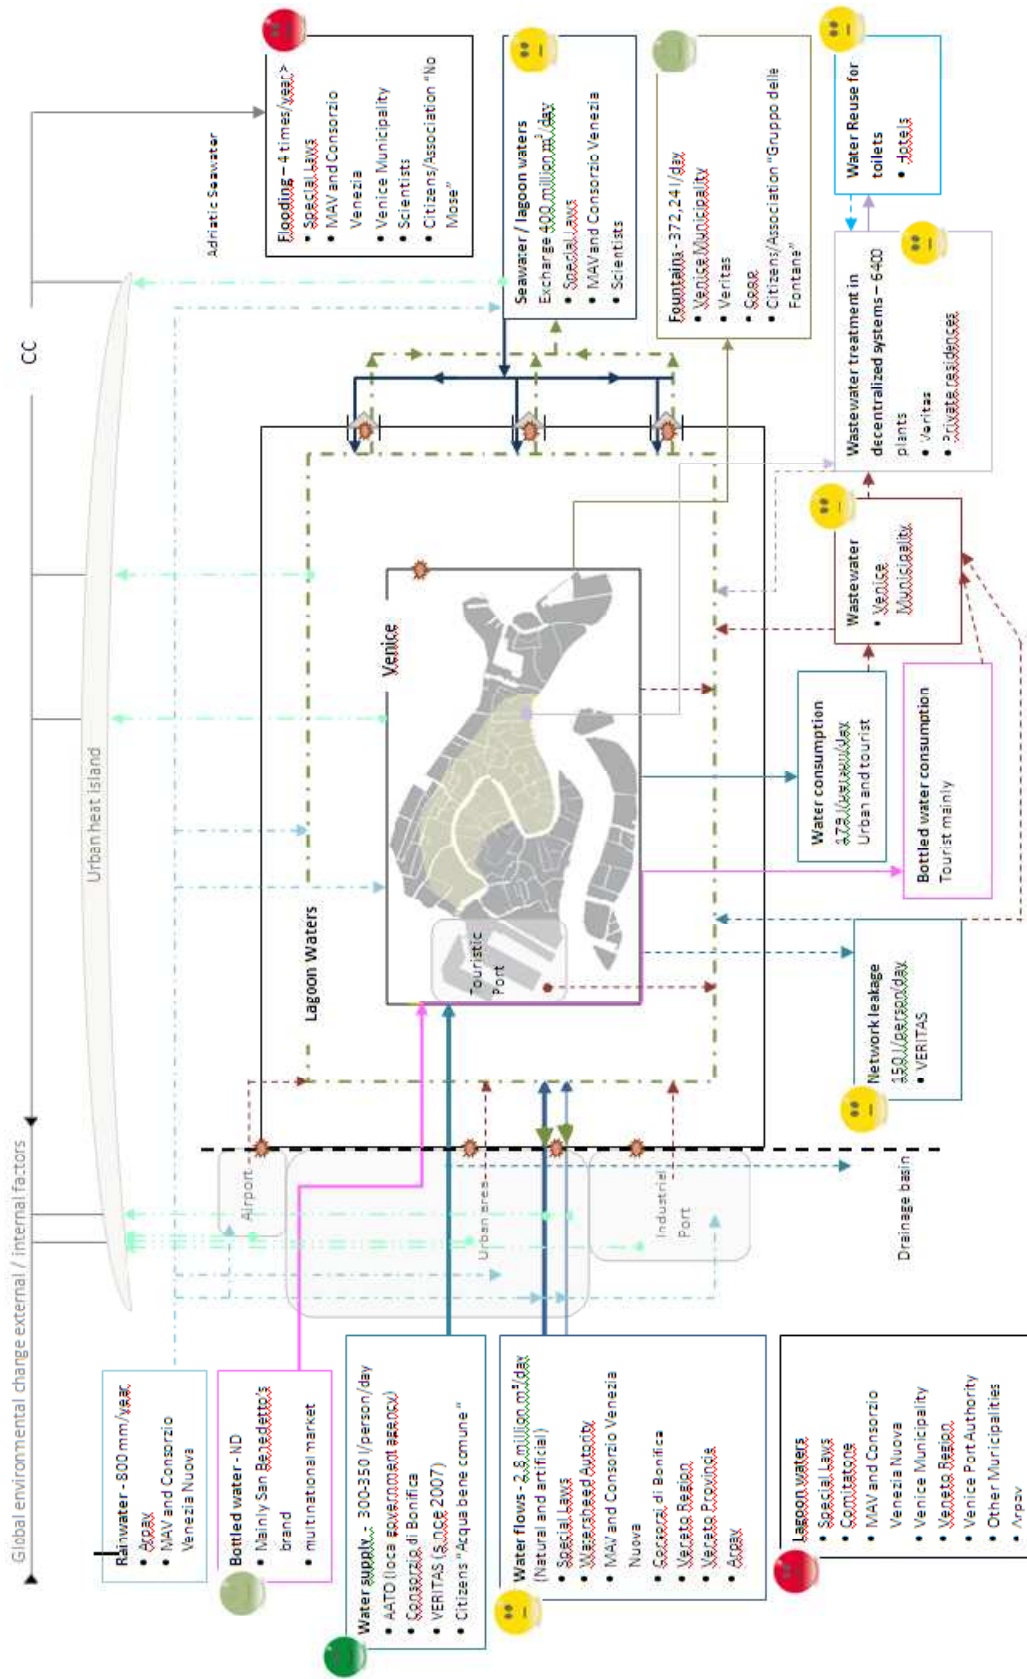 Global environmental change external / internal factors
CC
Urban heat island
Adriatic Seawater
Rainwater - 800 mm/year
• Arpav
• MAV and Consorzio
Venezia Nuova
Bottled water - ND
• Mainly San Benedetto's
brand
• multinational market
Water supply - 300-350 l/person/day
• AATO (local government agency)
• Consorzio di Bonifica
• VERITAS (since 2007)
• Citizens "Acqua bene comune"
Water flows - 2,8 million m³/day
(Natural and artificial)
• Special Laws
• Watershed Autority
• MAV and Consorzio Venezia
Nuova
• Consorzi di Bonifica
• Veneto Region
• Veneto Provincie
• Arpav
Lagoon waters
• Special Laws
• Comitatone
• MAV and Consorzio
Venezia Nuova
• Venice Municipality
• Veneto Region
• Venice Port Authority
• Other Municipalities
• Arpav
Airport
Urban area
Industriel
Port
Drainage basin
Lagoon Waters
Venice
Touristic
Port
Network leakage
150 l/person/day
• VERITAS
Water consumption
179 l/person/day
Urban and tourist
Bottled water consumption
Tourist mainly
Wastewater
• Venice
Municipality
Wastewater treatment in
decentralized systems – 6400
plants
• Veritas
• Private residences
Water Reuse for
toilets
• Hotels
Flooding – 4 times/year>
• Special Laws
• MAV and Consorzio
Venezia
• Venice Municipality
• Scientists
• Citizens/Association "No
Mose"
Seawater / lagoon waters
Exchange 400 million m³/day
• Special Laws
• MAV and Consorzio Venezia
• Scientists
Fountains - 372,24 l/day
• Venice Municipality
• Veritas
• Citizens/Association "Gruppo delle
Fontane"